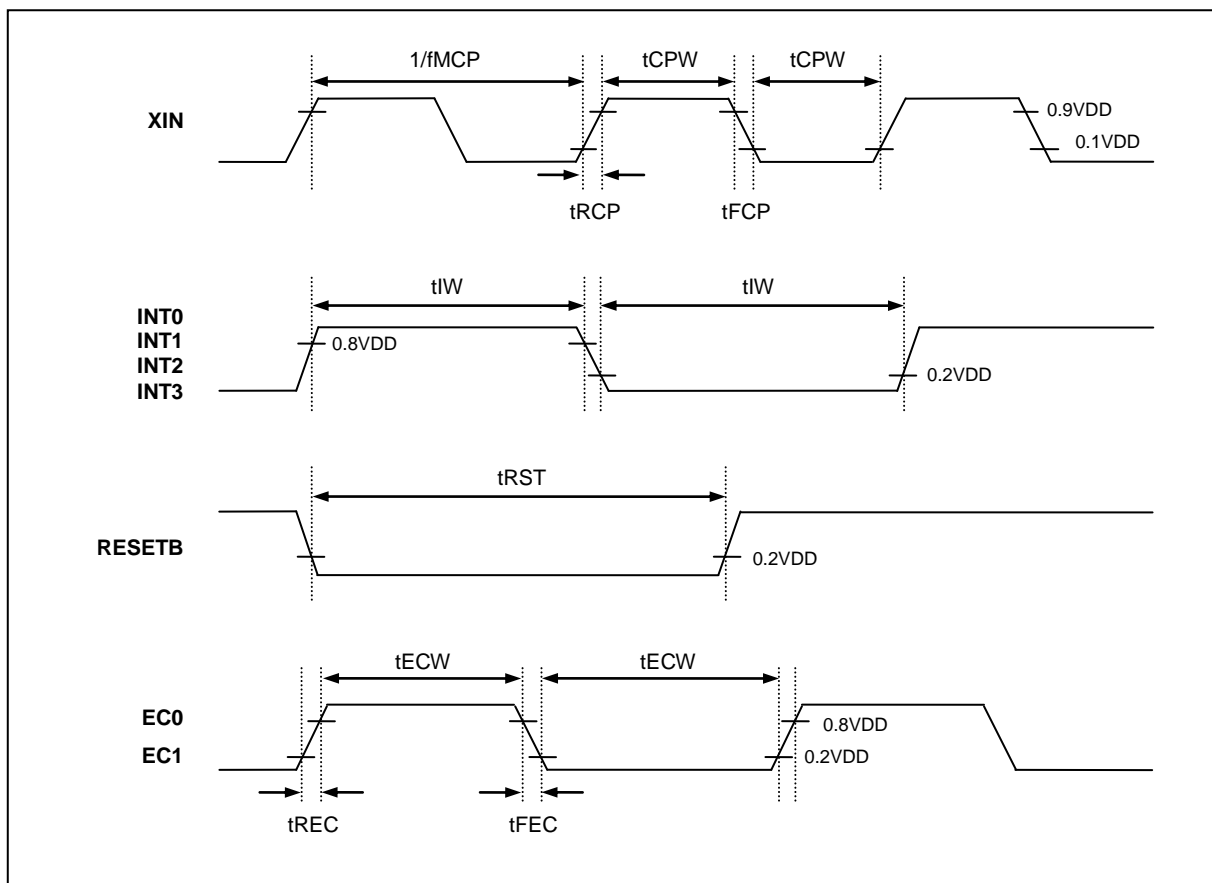 1/fMCP tCPW tCPW
XIN
0.9VDD
0.1VDD
tRCP tFCP
tIW tIW
INT0
INT1
INT2
INT3
0.8VDD
0.2VDD
tRST
RESETB
0.2VDD
tECW tECW
EC0
EC1
0.8VDD
0.2VDD
tREC tFEC